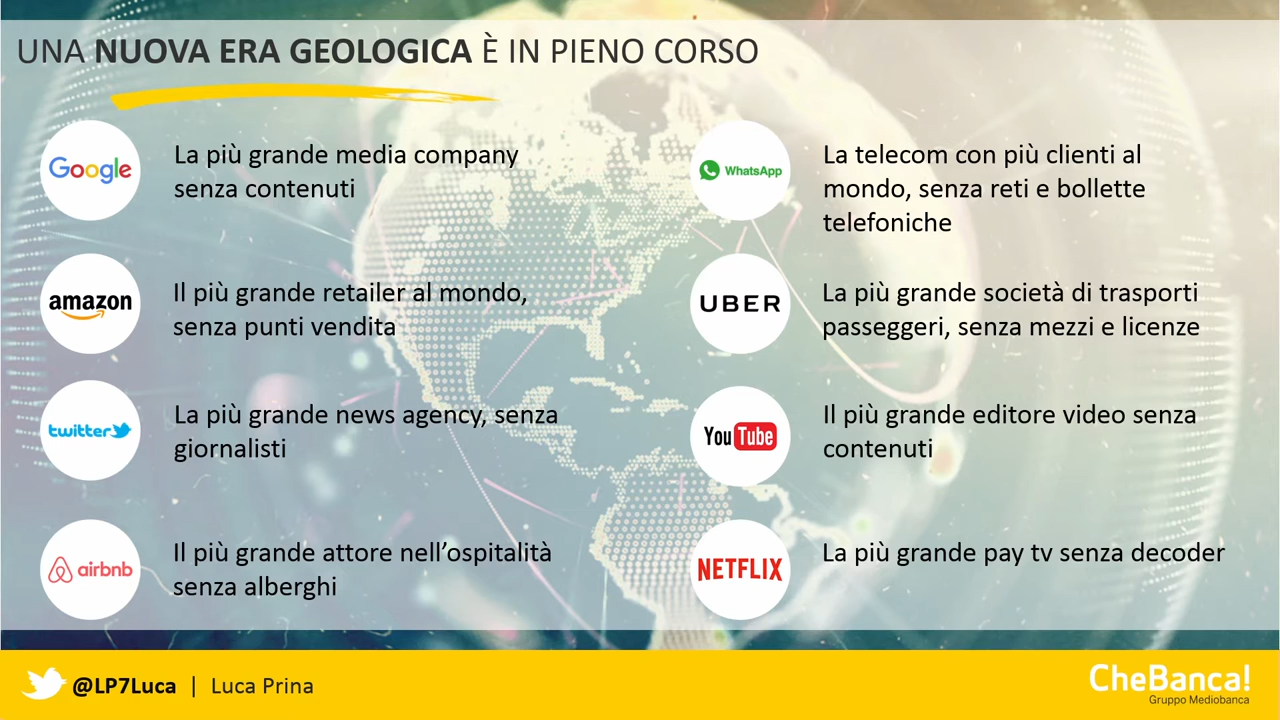 UNA NUOVA ERA GEOLOGICA È IN PIENO CORSO
Google
La più grande media company
senza contenuti
amazon
Il più grande retailer al mondo,
senza punti vendita
twitter
La più grande news agency, senza
giornalisti
airbnb
Il più grande attore nell'ospitalità
senza alberghi
WhatsApp
La telecom con più clienti al
mondo, senza reti e bollette
telefoniche
UBER
La più grande società di trasporti
passeggeri, senza mezzi e licenze
YouTube
Il più grande editore video senza
contenuti
NETFLIX
La più grande pay tv senza decoder
@LP7Luca | Luca Prina
CheBanca!
Gruppo Mediobanca